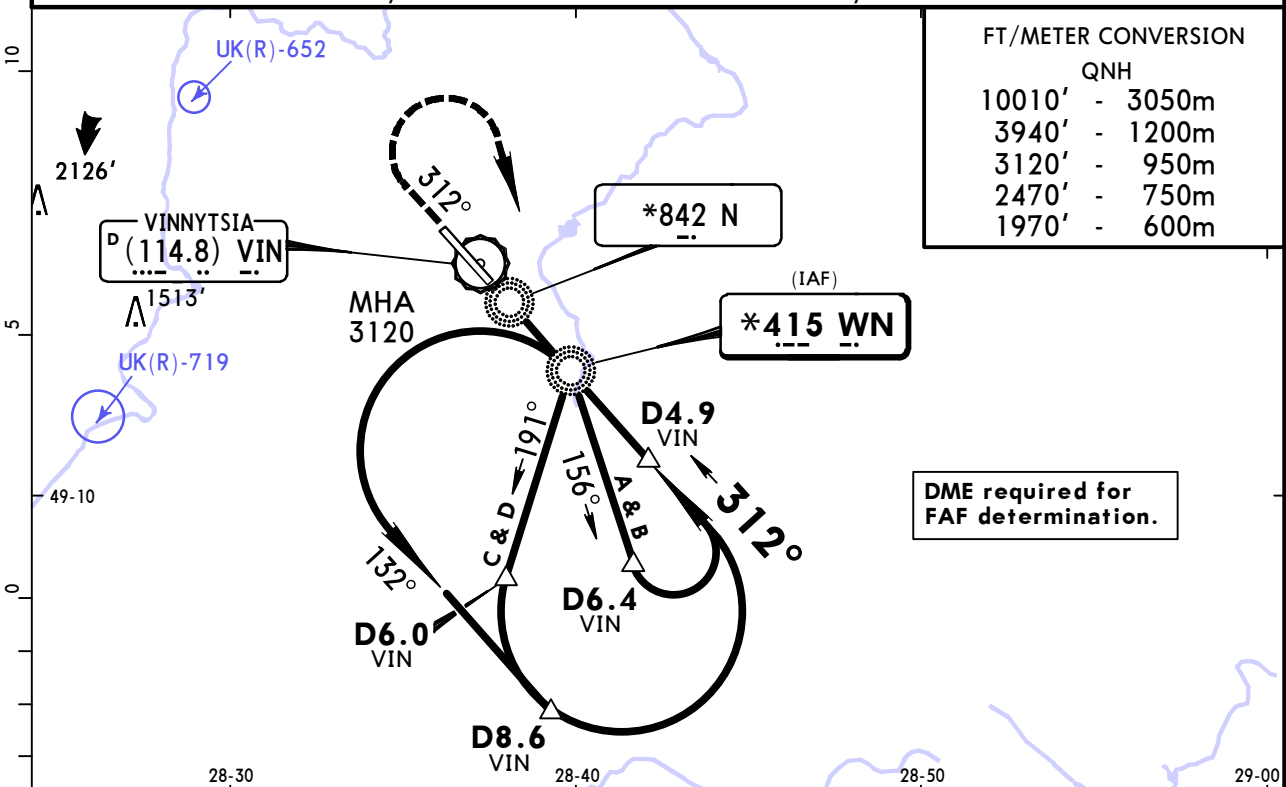 FT/METER CONVERSION
QNH
10010' - 3050m
3940' - 1200m
3120' - 950m
2470' - 750m
1970' - 600m
10
UK(R)-652
2126'
312°
*842 N
VINNYTSIA
D (114.8) VIN
1513'
MHA
3120
(IAF)
*415 WN
5
UK(R)-719
D4.9
VIN
191°
156°
A & B
C & D
312°
49-10
DME required for
FAF determination.
132°
0
D6.4
VIN
D6.0
VIN
D8.6
VIN
28-30
28-40
28-50
29-00